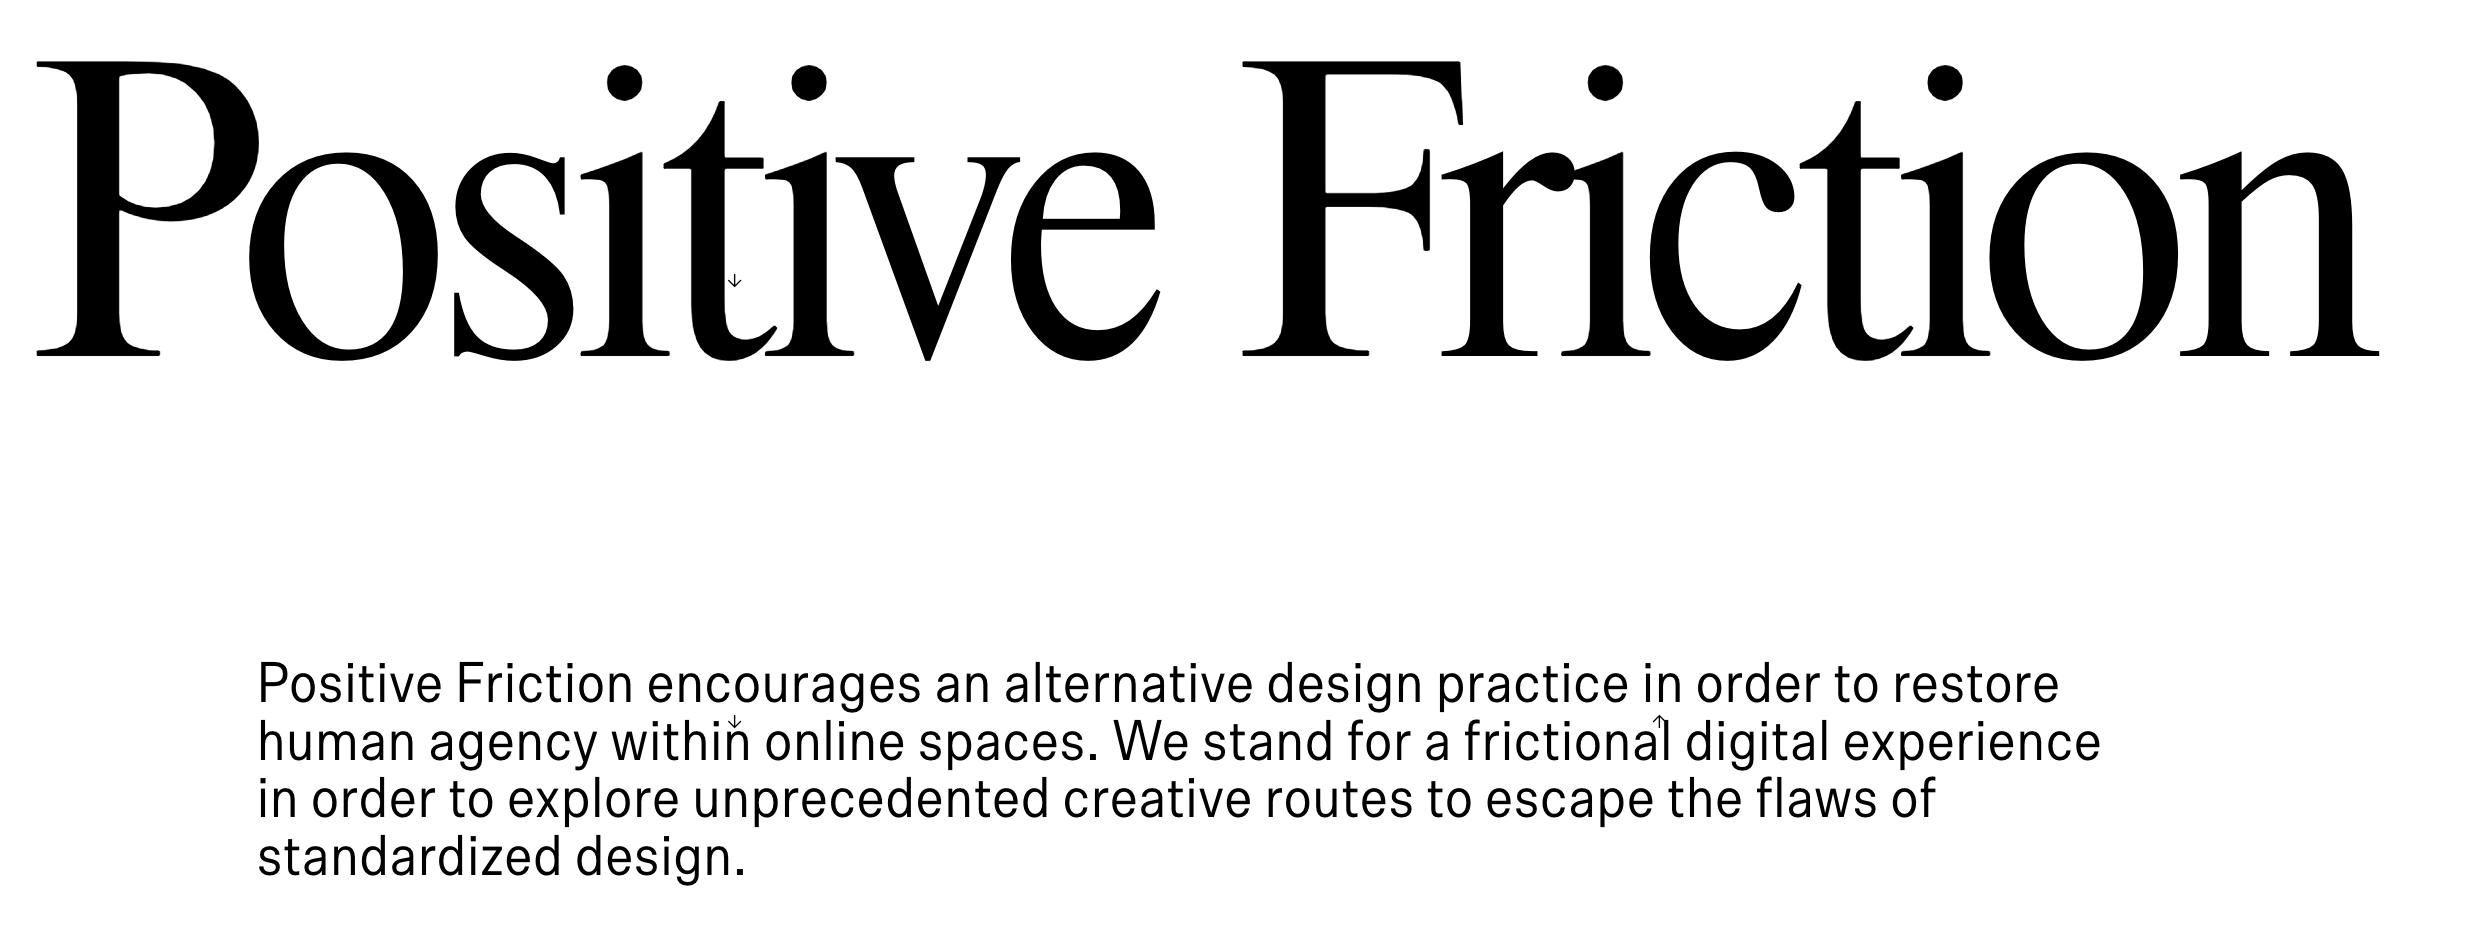 Positive Friction
Positive Friction encourages an alternative design practice in order to restore
human agency within online spaces. We stand for a frictional digital experience
in order to explore unprecedented creative routes to escape the flaws of
standardized design.